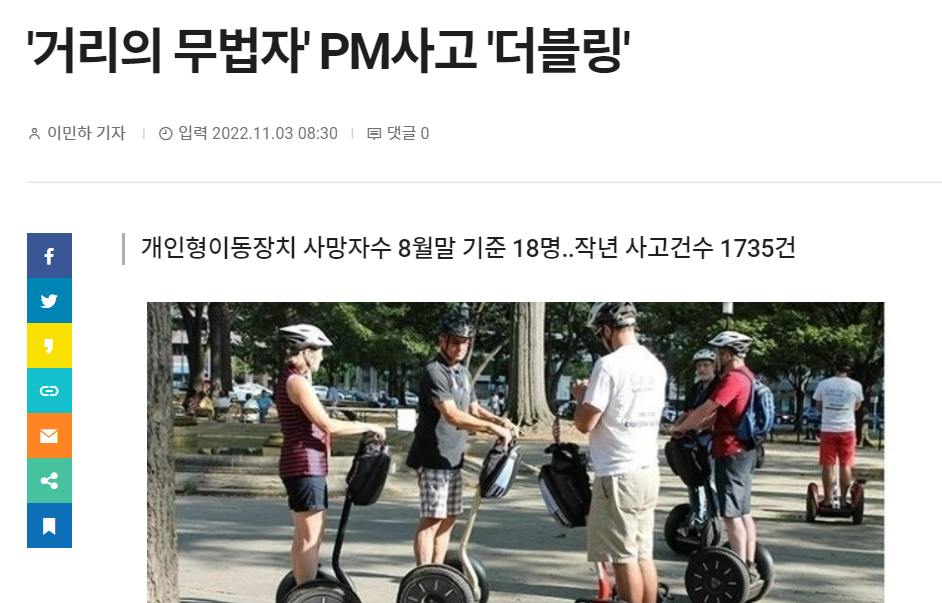 '거리의 무법자' PM사고 '더블링'
이민하 기자 입력 2022.11.03 08:30 댓글 0
개인형이동장치 사망자수 8월말 기준 18명..작년 사고건수 1735건